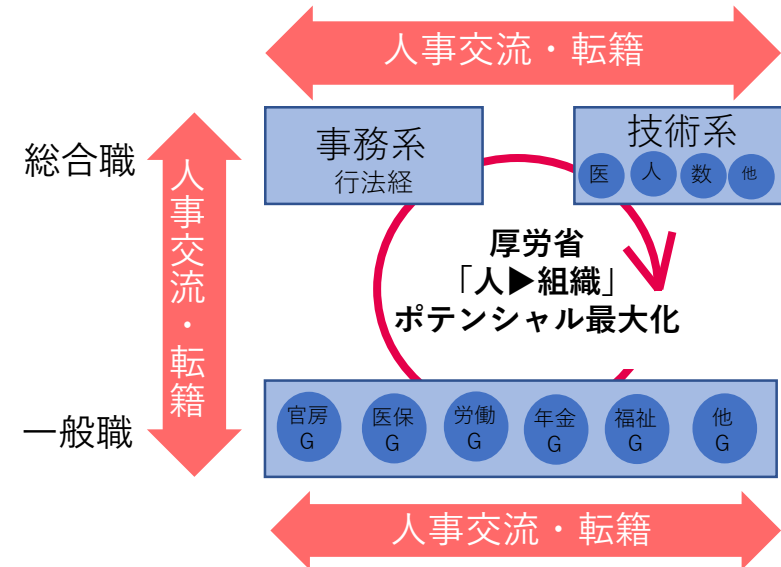 人事交流・転籍
総合職
事務系
行法経
技術系
医 人 数 他
人事交流・転籍
厚労省
「人▶組織」
ポテンシャル最大化
一般職
官房
G
医保
G
労働
G
年金
G
福祉
G
他
G
人事交流・転籍